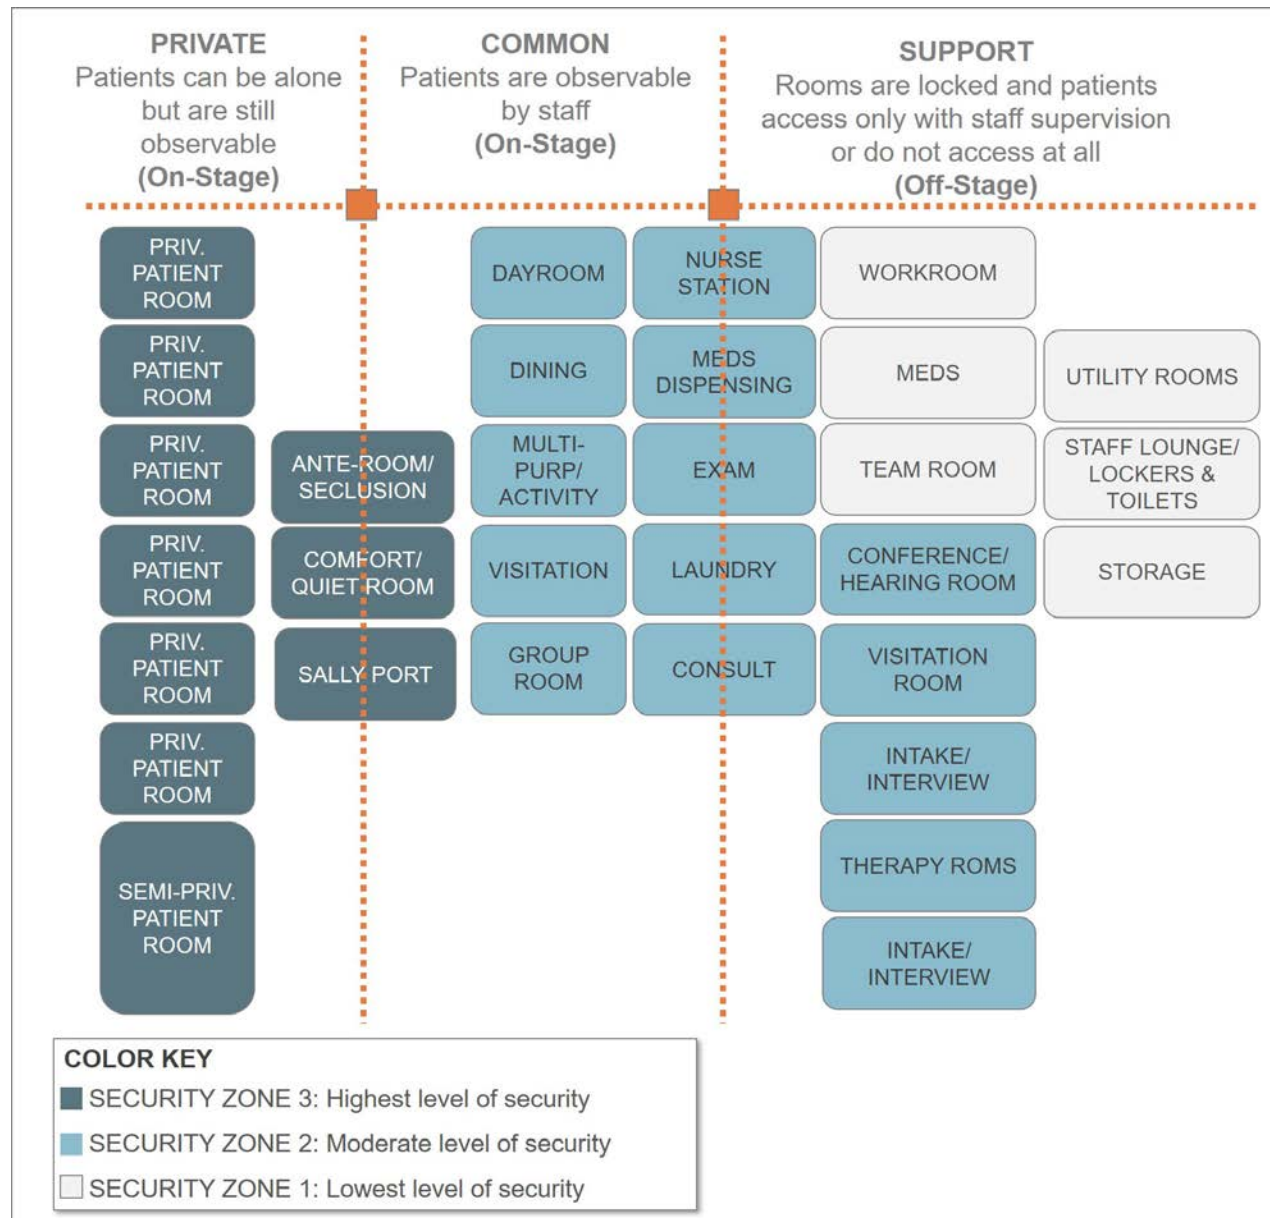 PRIVATE
Patients can be alone
but are still
observable
(On-Stage)
COMMON
Patients are observable
by staff
(On-Stage)
SUPPORT
Rooms are locked and patients
access only with staff supervision
or do not access at all
(Off-Stage)
PRIV.
PATIENT
ROOM
PRIV.
PATIENT
ROOM
PRIV.
PATIENT
ROOM
PRIV.
PATIENT
ROOM
PRIV.
PATIENT
ROOM
PRIV.
PATIENT
ROOM
SEMI-PRIV.
PATIENT
ROOM
ANTE-ROOM/
SECLUSION
COMFORT/
QUIET ROOM
SALLY PORT
DAYROOM
DINING
MULTI-
PURP/
ACTIVITY
VISITATION
GROUP
ROOM
NURSE
STATION
MEDS
DISPENSING
EXAM
LAUNDRY
CONSULT
WORKROOM
MEDS
TEAM ROOM
CONFERENCE/
HEARING ROOM
VISITATION
ROOM
INTAKE/
INTERVIEW
THERAPY ROMS
INTAKE/
INTERVIEW
UTILITY ROOMS
STAFF LOUNGE/
LOCKERS &
TOILETS
STORAGE
COLOR KEY
SECURITY ZONE 3: Highest level of security
SECURITY ZONE 2: Moderate level of security
SECURITY ZONE 1: Lowest level of security